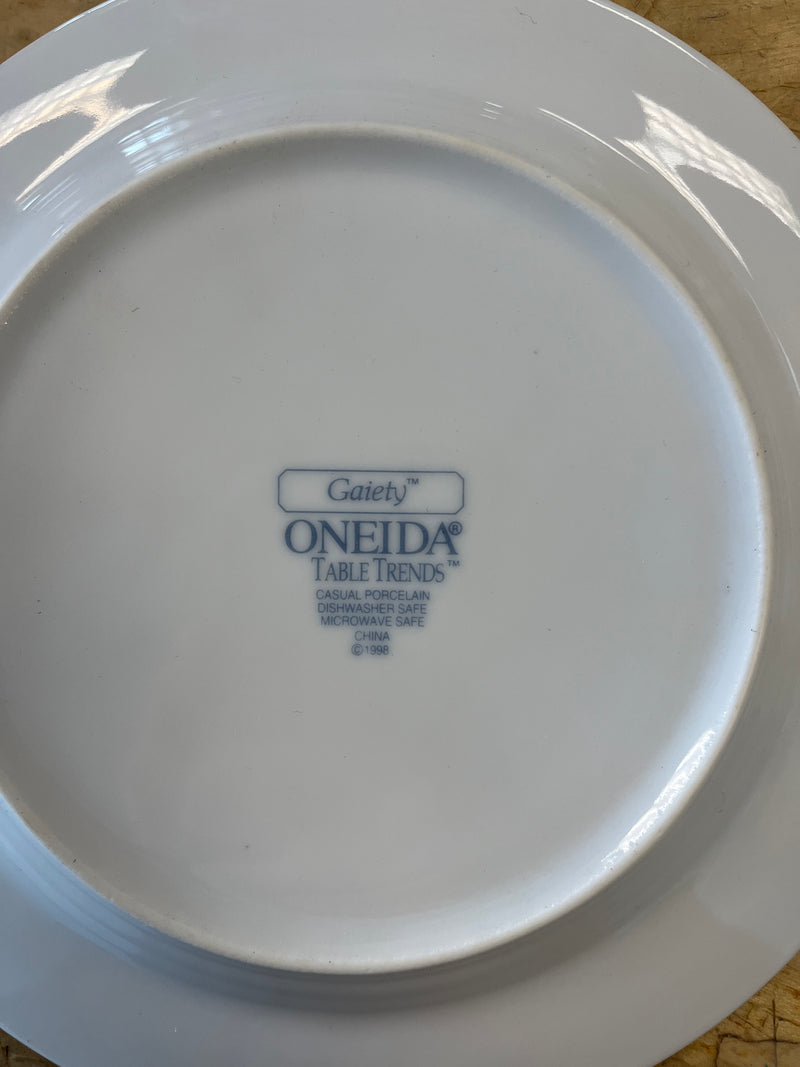 Gaiety™
ONEIDA®
TABLE TRENDS™
CASUAL PORCELAIN
DISHWASHER SAFE
MICROWAVE SAFE
CHINA
©1998